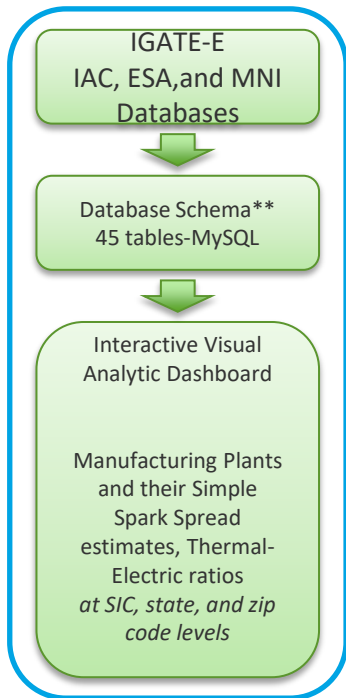 IGATE-E
IAC, ESA,and MNI
Databases
Database Schema**
45 tables-MySQL
Interactive Visual
Analytic Dashboard
Manufacturing Plants
and their Simple
Spark Spread
estimates, Thermal-
Electric ratios
at SIC, state, and zip
code levels